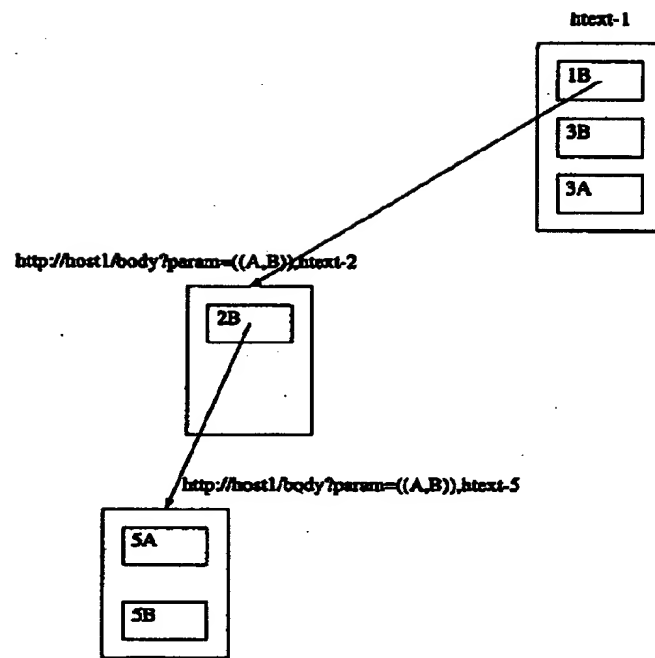 htext-1
1B
3B
3A
http://host1/body?param=((A,B)),htext-2
2B
http://host1/body?param=((A,B)),htext-5
5A
5B